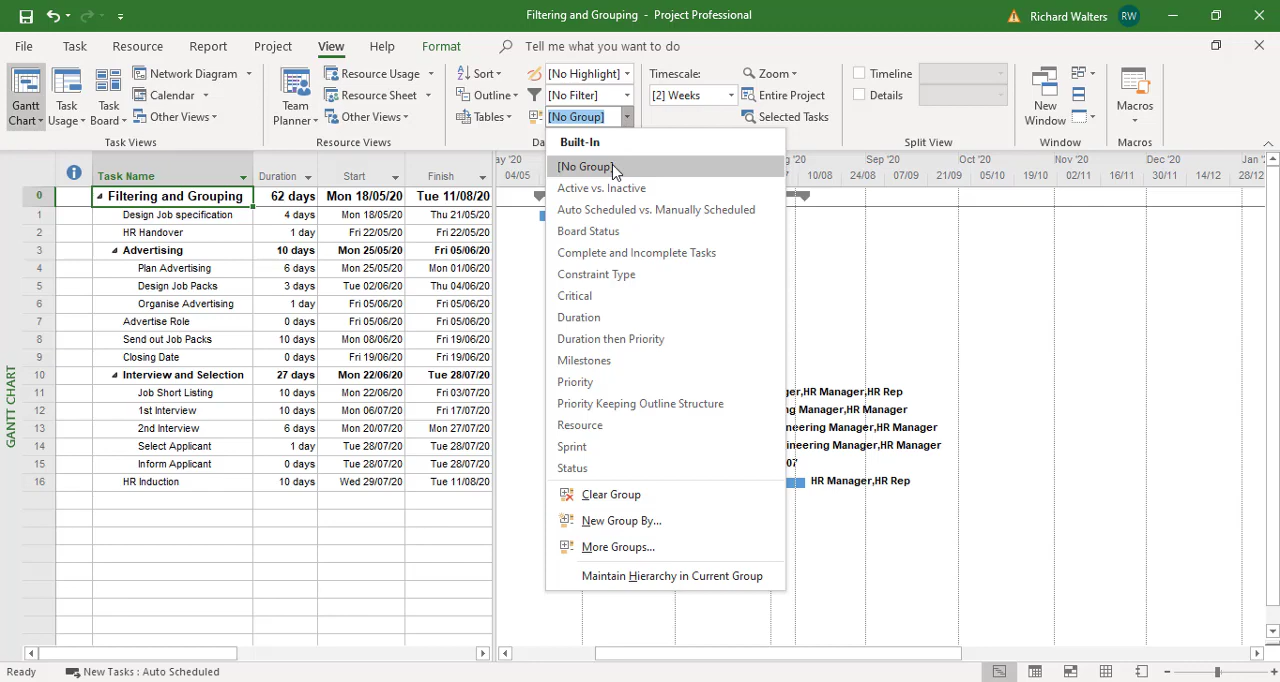 Filtering and Grouping - Project Professional
Richard Walters RW
File Task Resource Report Project View Help Format Tell me what you want to do
Gantt Chart
Task Usage
Task Board
Network Diagram
Calendar
Other Views
Task Views
Team Planner
Resource Usage
Resource Sheet
Other Views
Resource Views
Sort
Outline
Tables
[No Highlight]
[No Filter]
[No Group]
Da
Timescale:
[2] Weeks
Zoom
Entire Project
Selected Tasks
Timeline
Details
Split View
New Window
Window
Macros
Macros
Built-In
[No Group]
Active vs. Inactive
Auto Scheduled vs. Manually Scheduled
Board Status
Complete and Incomplete Tasks
Constraint Type
Critical
Duration
Duration then Priority
Milestones
Priority
Priority Keeping Outline Structure
Resource
Sprint
Status
Clear Group
New Group By...
More Groups...
Maintain Hierarchy in Current Group
Task Name Duration Start Finish
ay '20 '20 Sep '20 Oct '20 Nov '20 Dec '20 Jan '
04/05 10/08 24/08 07/09 21/09 05/10 19/10 02/11 16/11 30/11 14/12 28/12
0 Filtering and Grouping 62 days Mon 18/05/20 Tue 11/08/20
1 Design Job specification 4 days Mon 18/05/20 Thu 21/05/20
2 HR Handover 1 day Fri 22/05/20 Fri 22/05/20
3 Advertising 10 days Mon 25/05/20 Fri 05/06/20
4 Plan Advertising 6 days Mon 25/05/20 Mon 01/06/20
5 Design Job Packs 3 days Tue 02/06/20 Thu 04/06/20
6 Organise Advertising 1 day Fri 05/06/20 Fri 05/06/20
7 Advertise Role 0 days Fri 05/06/20 Fri 05/06/20
8 Send out Job Packs 10 days Mon 08/06/20 Fri 19/06/20
9 Closing Date 0 days Fri 19/06/20 Fri 19/06/20
10 Interview and Selection 27 days Mon 22/06/20 Tue 28/07/20
11 Job Short Listing 10 days Mon 22/06/20 Fri 03/07/20 ger,HR Manager,HR Rep
12 1st Interview 10 days Mon 06/07/20 Fri 17/07/20 ng Manager,HR Manager
13 2nd Interview 6 days Mon 20/07/20 Mon 27/07/20 neering Manager,HR Manager
14 Select Applicant 1 day Tue 28/07/20 Tue 28/07/20 ineering Manager,HR Manager
15 Inform Applicant 0 days Tue 28/07/20 Tue 28/07/20 07
16 HR Induction 10 days Wed 29/07/20 Tue 11/08/20 HR Manager,HR Rep
GANTT CHART
Ready New Tasks : Auto Scheduled